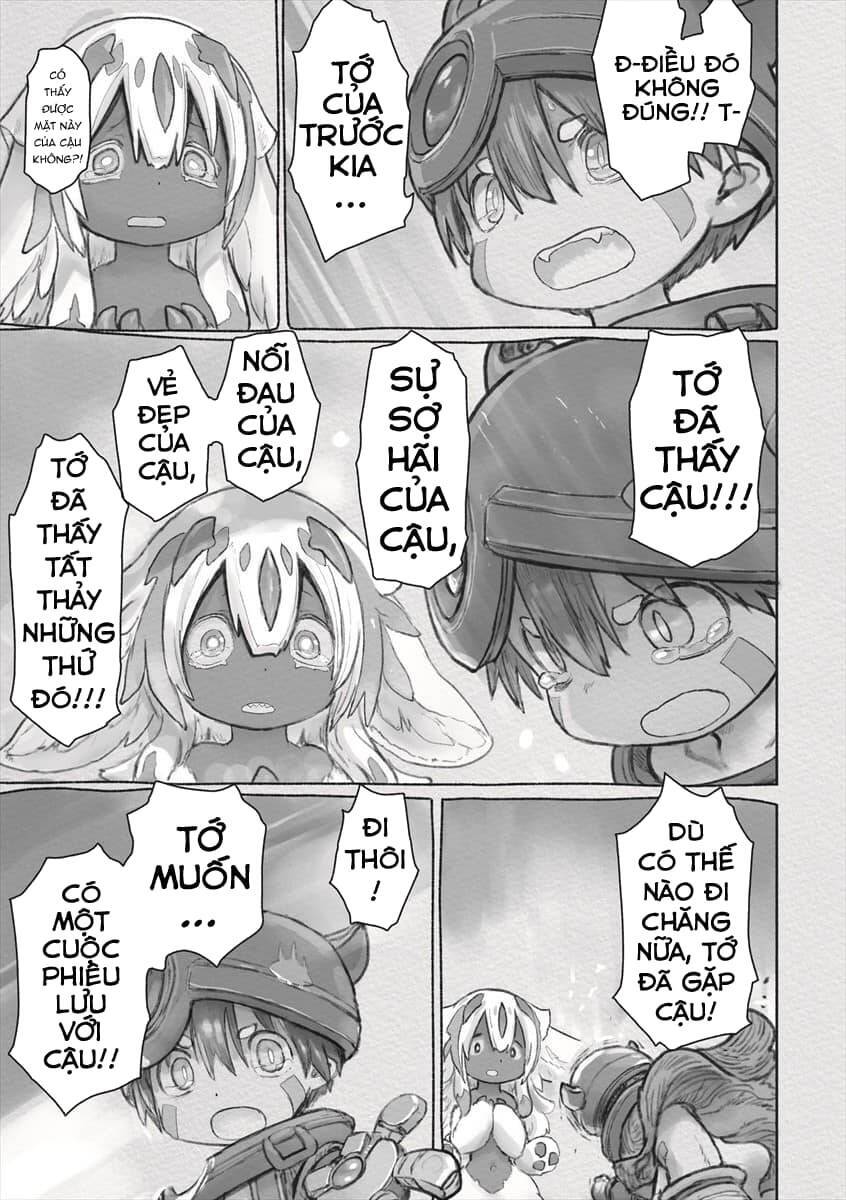 Đ-ĐIỀU ĐÓ
KHÔNG
ĐÚNG!! T-
TỚ
CỦA
TRƯỚC
KIA
...
CÓ
THẤY
ĐƯỢC
MẶT NÀY
CỦA CẬU
KHÔNG?!
TỚ
ĐÃ
THẤY
CẬU!!!
SỰ
SỢ
HÃI
CỦA
CẬU,
NỖI
ĐAU
CỦA
CẬU,
VẺ
ĐẸP
CỦA
CẬU,
TỚ
ĐÃ
THẤY
TẤT
THẢY
NHỮNG
THỨ
ĐÓ!!!
DÙ
CÓ THẾ
NÀO ĐI
CHĂNG
NỮA, TỚ
ĐÃ GẶP
CẬU!
ĐI
THÔI
!
TỚ
MUỐN
...
CÓ
MỘT
CUỘC
PHIÊU
LƯU
VỚI
CẬU!!